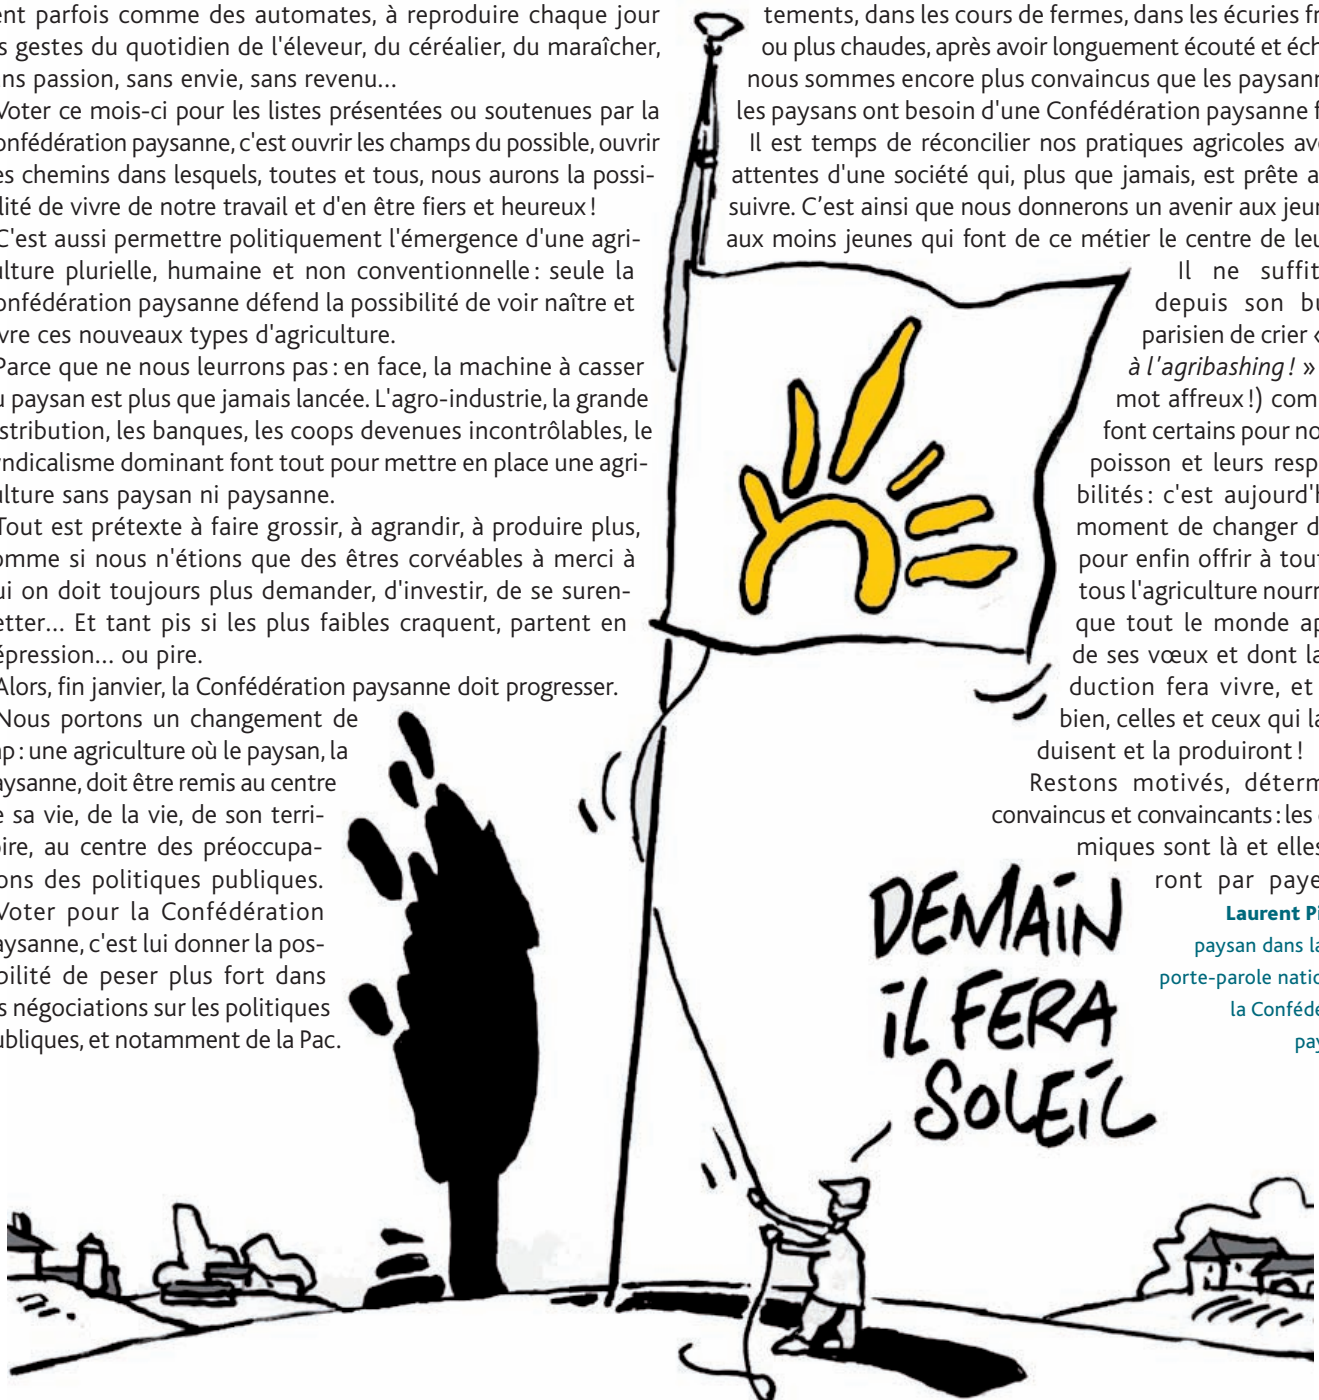 ent parfois comme des automates, à reproduire chaque jour
s gestes du quotidien de l'éleveur, du céréalier, du maraîcher,
ns passion, sans envie, sans revenu…
Voter ce mois-ci pour les listes présentées ou soutenues par la
onfédération paysanne, c'est ouvrir les champs du possible, ouvrir
es chemins dans lesquels, toutes et tous, nous aurons la possi-
lité de vivre de notre travail et d'en être fiers et heureux !
C'est aussi permettre politiquement l'émergence d'une agri-
ulture plurielle, humaine et non conventionnelle : seule la
onfédération paysanne défend la possibilité de voir naître et
vre ces nouveaux types d'agriculture.
Parce que ne nous leurrons pas : en face, la machine à casser
u paysan est plus que jamais lancée. L'agro-industrie, la grande
stribution, les banques, les coops devenues incontrôlables, le
ndicalisme dominant font tout pour mettre en place une agri-
ulture sans paysan ni paysanne.
Tout est prétexte à faire grossir, à agrandir, à produire plus,
omme si nous n'étions que des êtres corvéables à merci à
ui on doit toujours plus demander, d'investir, de se suren-
etter… Et tant pis si les plus faibles craquent, partent en
épression… ou pire.
Alors, fin janvier, la Confédération paysanne doit progresser.
Nous portons un changement de
ap : une agriculture où le paysan, la
aysanne, doit être remis au centre
e sa vie, de la vie, de son terri-
ire, au centre des préoccupa-
ons des politiques publiques.
Voter pour la Confédération
aysanne, c'est lui donner la pos-
bilité de peser plus fort dans
s négociations sur les politiques
ubliques, et notamment de la Pac.
tements, dans les cours de fermes, dans les écuries fr
ou plus chaudes, après avoir longuement écouté et éch
nous sommes encore plus convaincus que les paysann
les paysans ont besoin d'une Confédération paysanne f
Il est temps de réconcilier nos pratiques agricoles ave
attentes d'une société qui, plus que jamais, est prête a
suivre. C'est ainsi que nous donnerons un avenir aux jeun
aux moins jeunes qui font de ce métier le centre de leu
Il ne suffit
depuis son bu
parisien de crier «
à l'agribashing ! »
mot affreux !) com
font certains pour no
poisson et leurs resp
bilités : c'est aujourd'h
moment de changer d
pour enfin offrir à tout
tous l'agriculture nourr
que tout le monde ap
de ses vœux et dont la
duction fera vivre, et
bien, celles et ceux qui la
duisent et la produiront !
Restons motivés, déterm
convaincus et convaincants : les
miques sont là et elles
ront par paye
Laurent Pi
paysan dans la
porte-parole natio
la Conféde
pay
DEMAIN
IL FERA
SOLEIL